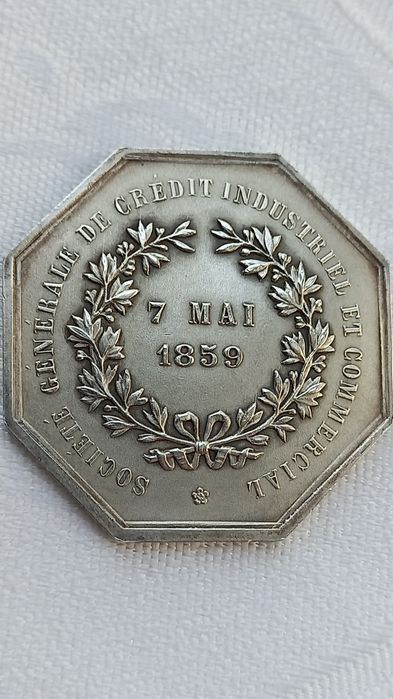 SOCIÉTÉ GÉNÉRALE DE CRÉDIT INDUSTRIEL ET COMMERCIAL
7 MAI
1859